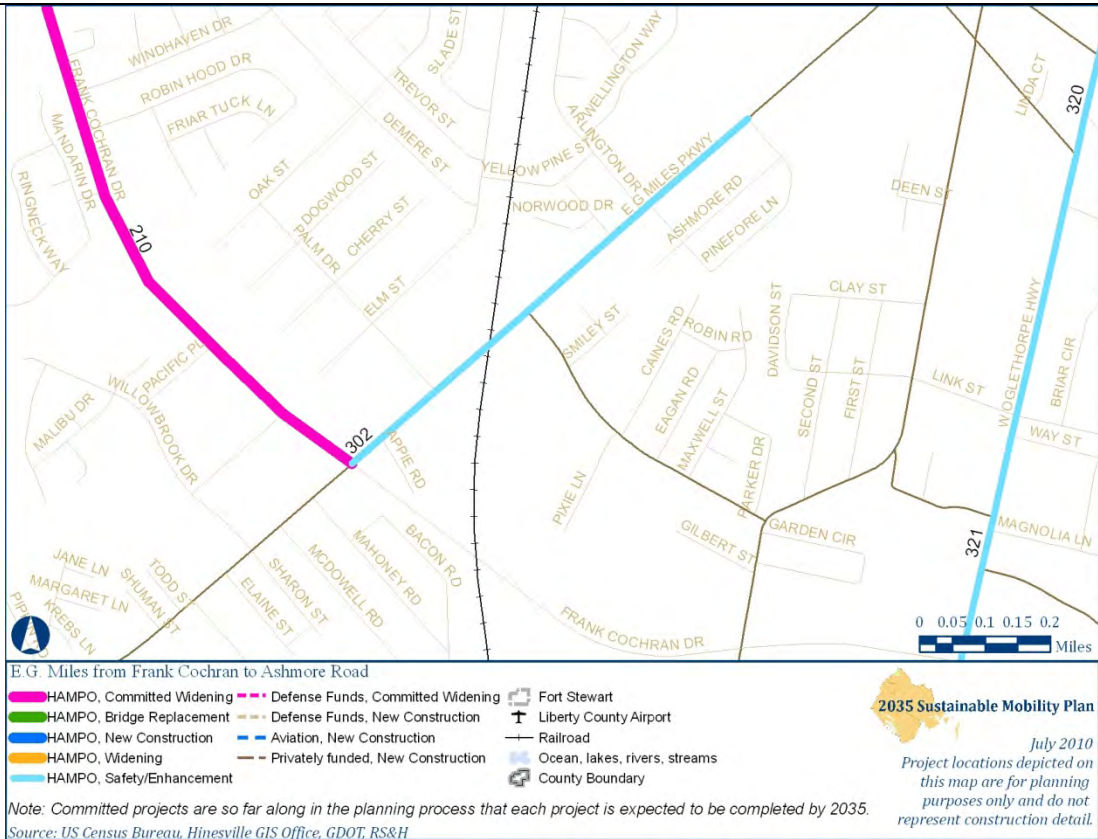 WINDHAVEN DR
SLADE ST
WELLINGTON WAY
FRANK COCHRAN DR
ROBIN HOOD DR
TREVOR ST
LINDA CT
320
MANDARIN DR
FRIAR TUCK LN
DEMERE ST
ARLINGTON DR
YELLOW PINE ST
E.G MILES PKWY
RINGNECK WAY
OAK ST
DOGWOOD ST
NORWOOD DR
ASHMORE RD
DEEN ST
210
CHERRY ST
PALM DR
PINEFORE LN
ELM ST
CLAY ST
SMILEY ST
CAINES RD
ROBIN RD
DAVIDSON ST
W OGLETHORPE HWY
BRIAR CIR
PACIFIC PL
WILLOWBROOK DR
MALIBU DR
EAGAN RD
MAXWELL ST
SECOND ST
FIRST ST
LINK ST
WAY ST
302
APPIE RD
PIXIE LN
PARKER DR
GARDEN CIR
GILBERT ST
MAGNOLIA LN
321
BACON RD
MAHONEY RD
MCDOWELL RD
SHARON ST
ELAINE ST
JANE LN
TODD S
SHUMAN ST
MARGARET LN
KREBS LN
FRANK COCHRAN DR
0 0.05 0.1 0.15 0.2
Miles
E.G. Miles from Frank Cochran to Ashmore Road
HAMPO, Committed Widening
HAMPO, Bridge Replacement
HAMPO, New Construction
HAMPO, Widening
HAMPO, Safety/Enhancement
Defense Funds, Committed Widening
Defense Funds, New Construction
Aviation, New Construction
Privately funded, New Construction
Fort Stewart
Liberty County Airport
Railroad
Ocean, lakes, rivers, streams
County Boundary
2035 Sustainable Mobility Plan
July 2010
Project locations depicted on
this map are for planning
purposes only and do not
represent construction detail.
Note: Committed projects are so far along in the planning process that each project is expected to be completed by 2035.
Source: US Census Bureau, Hinesville GIS Office, GDOT, RS&H